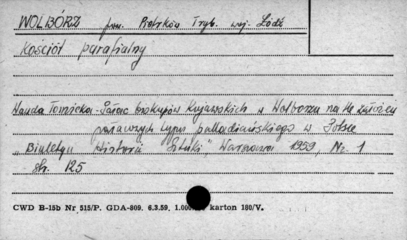 WOLBÓRZ pow. Piotrków Tryb. woj. Łódź
Kościół parafialny
Wanda Tomicka - Pałac biskupów Kujawskich w Wolborzu na tle założeń
pałacowych typu palladiańskiego w Polsce
"Biuletyn Historii Sztuki", Warszawa 1959, Nr. 1
Str. 125
CWD B-15b Nr 515/P. GDA-809. 6.3.59. 1.000 karton 180/V.